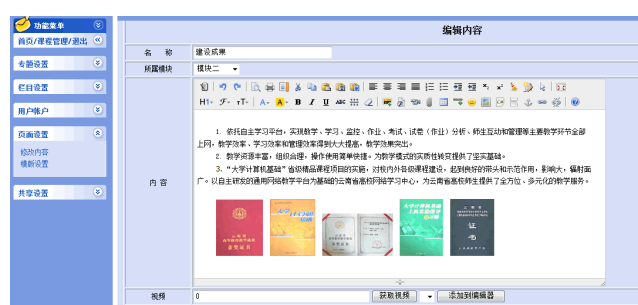 功能菜单
首页/课程管理/退出
专题设置
栏目设置
用户帐户
页面设置
修改内容
模版设置
共享设置
编辑内容
名 称
建设成果
所属模块
模块二
H1
F
тT
A
A
B I U ABC
内 容
1. 依托自主学习平台，实现教学、学习、监控、作业、考试、试卷（作业）分析、师生互动和管理等主要教学环节全部
上网，教学效率、学习效率和管理效率得到大大提高，教学效果突出。
2. 教学资源丰富，组织合理，操作使用简单快捷。为教学模式的实质性转变提供了坚实基础。
3. "大学计算机基础"省级精品课程项目的实施，对校内外各级课程建设，起到良好的带头和示范作用，影响大，辐射面
广。以自主研发的通用网络教学平台为基础的云南省高校网络学习中心，为云南省高校师生提供了全方位、多元化的教学服务。
证
书
视频
0
获取视频
添加到编辑器